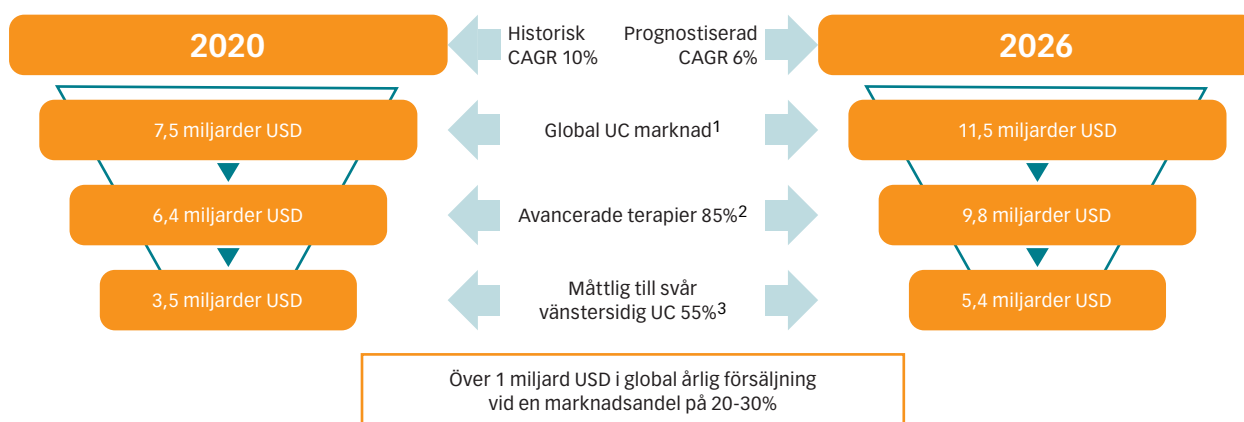 2020
Historisk
CAGR 10%
Prognostiserad
CAGR 6%
2026
7,5 miljarder USD
Global UC marknad1
11,5 miljarder USD
6,4 miljarder USD
Avancerade terapier 85%2
9,8 miljarder USD
3,5 miljarder USD
Måttlig till svår
vänstersidig UC 55%3
5,4 miljarder USD
Över 1 miljard USD i global årlig försäljning
vid en marknadsandel på 20-30%